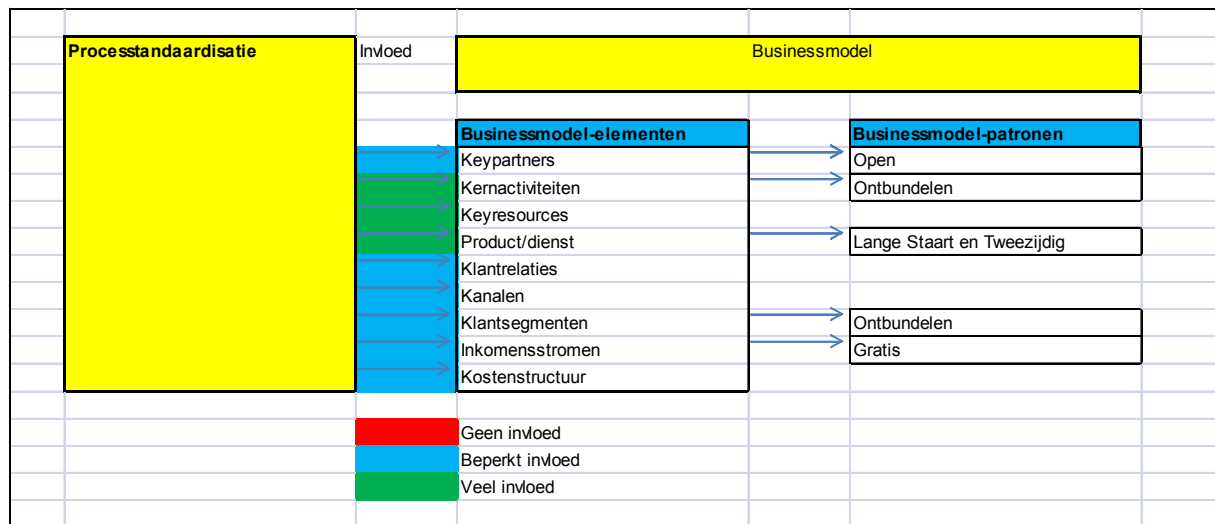 Processtandaardisatie Invloed Businessmodel
Businessmodel-elementen Businessmodel-patronen
Keypartners Open
Kernactiviteiten Ontbundelen
Keyresources
Product/dienst Lange Staart en Tweezijdig
Klantrelaties
Kanalen
Klantsegmenten Ontbundelen
Inkomensstromen Gratis
Kostenstructuur
Geen invloed
Beperkt invloed
Veel invloed